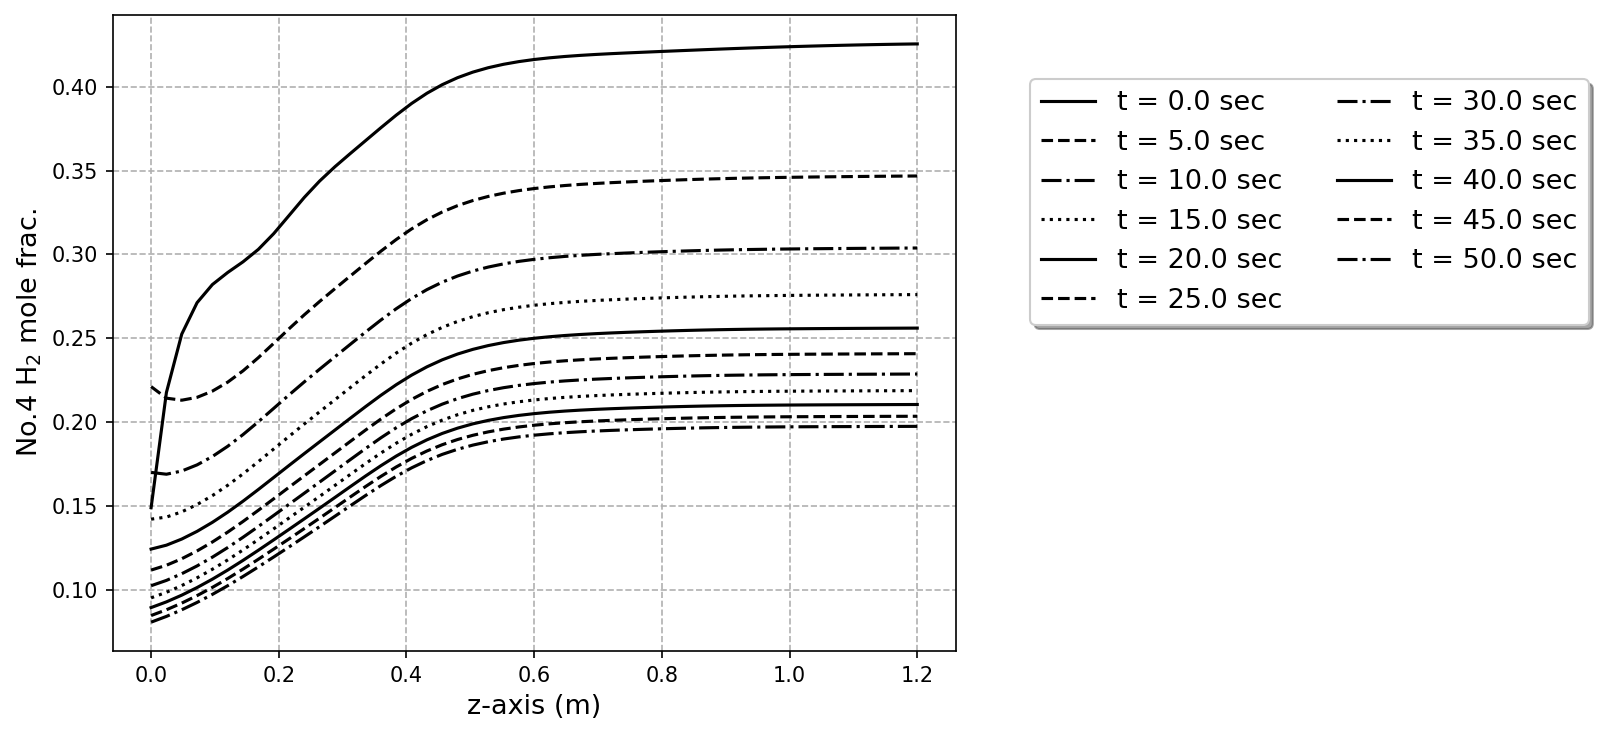 No.4 H₂ mole frac.
0.40
0.35
0.30
0.25
0.20
0.15
0.10
0.0 0.2 0.4 0.6 0.8 1.0 1.2
z-axis (m)
t = 0.0 sec
t = 5.0 sec
t = 10.0 sec
t = 15.0 sec
t = 20.0 sec
t = 25.0 sec
t = 30.0 sec
t = 35.0 sec
t = 40.0 sec
t = 45.0 sec
t = 50.0 sec